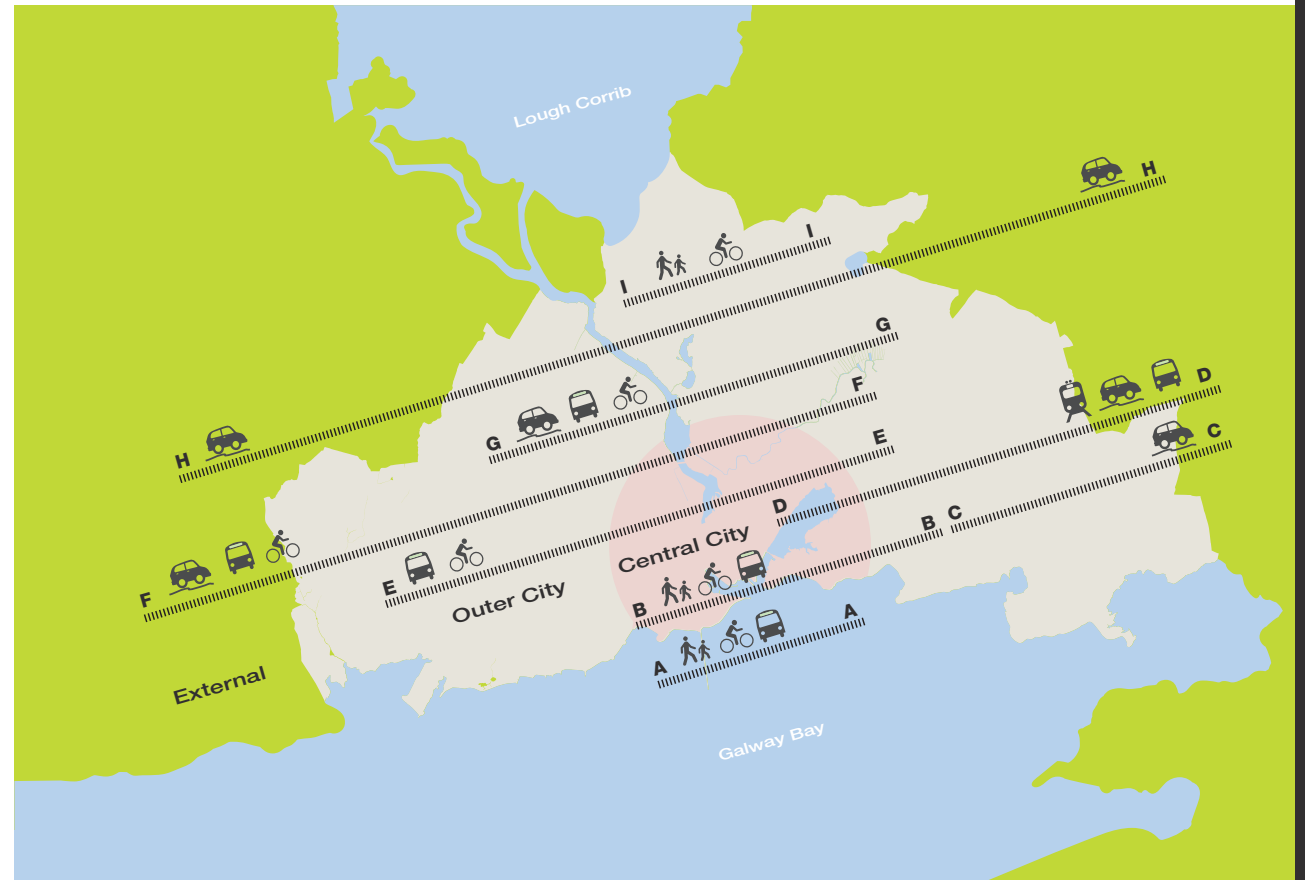 Lough Corrib
H
I
I
G
H
G
F
D
C
E
F
E
D
B
C
Central City
Outer City
B
A
A
External
Galway Bay